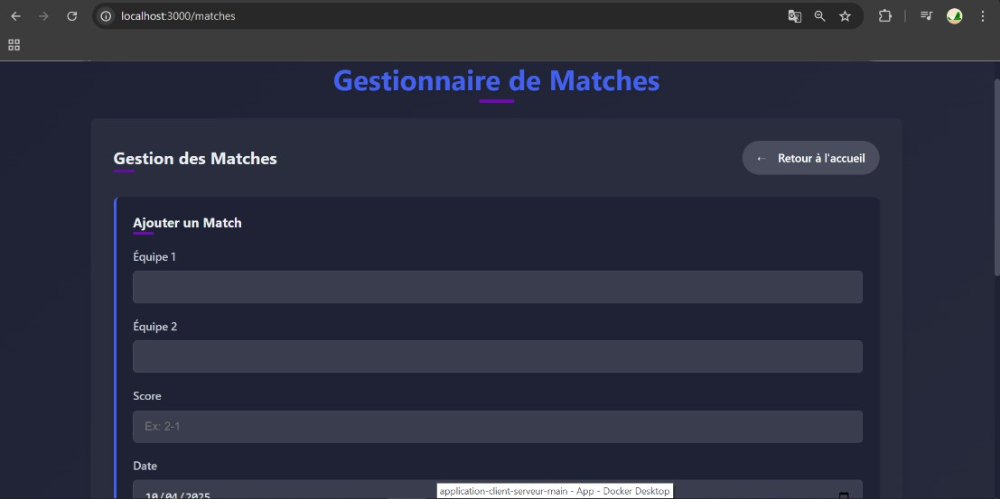 localhost:3000/matches
Gestionnaire de Matches
Gestion des Matches
← Retour à l'accueil
Ajouter un Match
Équipe 1
Équipe 2
Score
Ex: 2-1
Date
10/04/2025
application-client-serveur-main - App - Docker Desktop